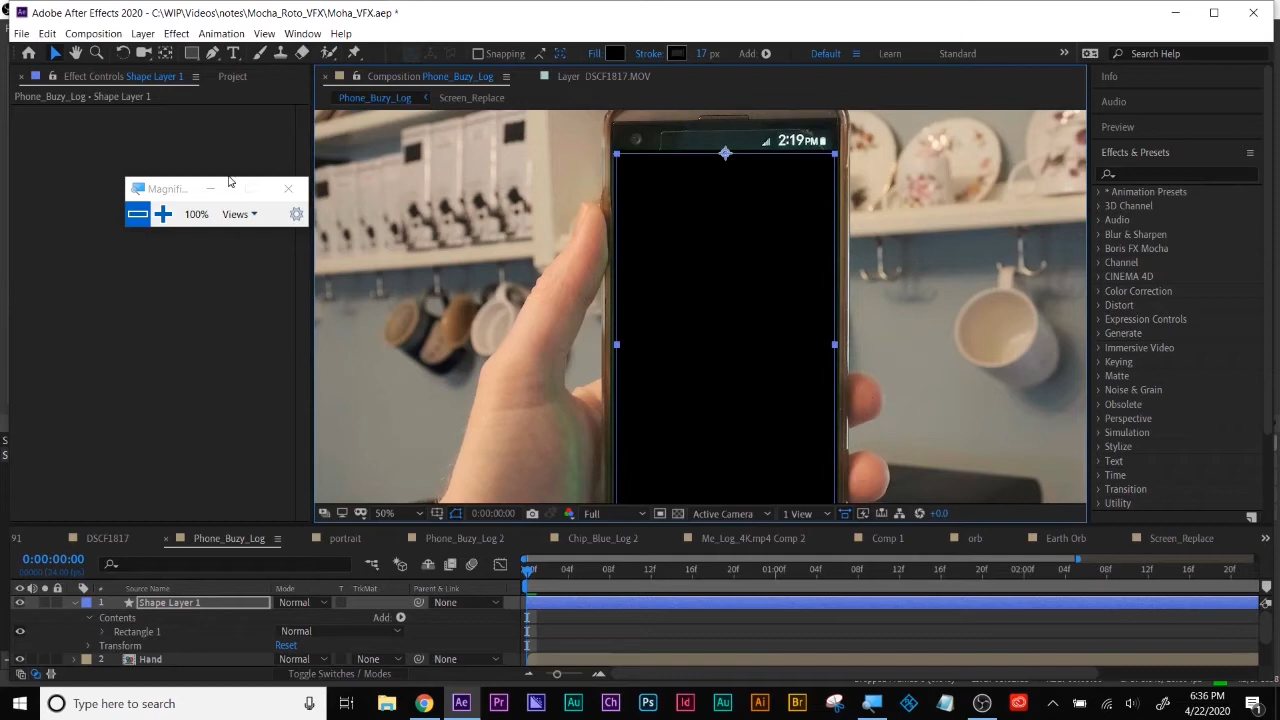 Adobe After Effects 2020 - C:\WIP\Videos\notes\Mocha_Roto_VFX\Moha_VFX.aep *
File Edit Composition Layer Effect Animation View Window Help
Snapping Fill: Stroke: 17 px Add: Default Learn Standard Search Help
Effect Controls Shape Layer 1 Project Composition Phone_Buzy_Log Layer DSCF1817.MOV Info
Phone_Buzy_Log • Shape Layer 1 Phone_Buzy_Log Screen_Replace Audio
Preview
2:19PM
Effects & Presets
Magnifi...
100% Views
* Animation Presets
3D Channel
Audio
Blur & Sharpen
Boris FX Mocha
Channel
CINEMA 4D
Color Correction
Distort
Expression Controls
Generate
Immersive Video
Keying
Matte
Noise & Grain
Obsolete
Perspective
Simulation
Stylize
Text
Time
Transition
Utility
50% 0:00:00:00 Full Active Camera 1 View +0.0
91 DSCF1817 Phone_Buzy_Log portrait Phone_Buzy_Log 2 Chip_Blue_Log 2 Me_Log_4K.mp4 Comp 2 Comp 1 orb Earth Orb Screen_Replace
0:00:00:00
00000 (24.00 fps)
04f 08f 12f 16f 20f 01:00f 04f 08f 12f 16f 20f 02:00f 04f 08f 12f 16f 20f
# Source Name Mode T TrkMat Parent & Link
1 Shape Layer 1 Normal None
Contents Add:
Rectangle 1 Normal
Transform Reset
2 Hand Normal None None
Toggle Switches / Modes
Type here to search
6:36 PM
4/22/2020